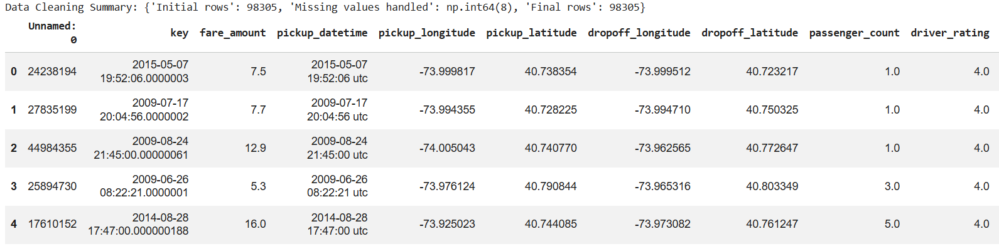 Data Cleaning Summary: {'Initial rows': 98305, 'Missing values handled': np.int64(8), 'Final rows': 98305}
Unnamed: 0 key fare_amount pickup_datetime pickup_longitude pickup_latitude dropoff_longitude dropoff_latitude passenger_count driver_rating
0 24238194 2015-05-07 19:52:06.0000003 7.5 2015-05-07 19:52:06 utc -73.999817 40.738354 -73.999512 40.723217 1.0 4.0
1 27835199 2009-07-17 20:04:56.0000002 7.7 2009-07-17 20:04:56 utc -73.994355 40.728225 -73.994710 40.750325 1.0 4.0
2 44984355 2009-08-24 21:45:00.00000061 12.9 2009-08-24 21:45:00 utc -74.005043 40.740770 -73.962565 40.772647 1.0 4.0
3 25894730 2009-06-26 08:22:21.0000001 5.3 2009-06-26 08:22:21 utc -73.976124 40.790844 -73.965316 40.803349 3.0 4.0
4 17610152 2014-08-28 17:47:00.000000188 16.0 2014-08-28 17:47:00 utc -73.925023 40.744085 -73.973082 40.761247 5.0 4.0